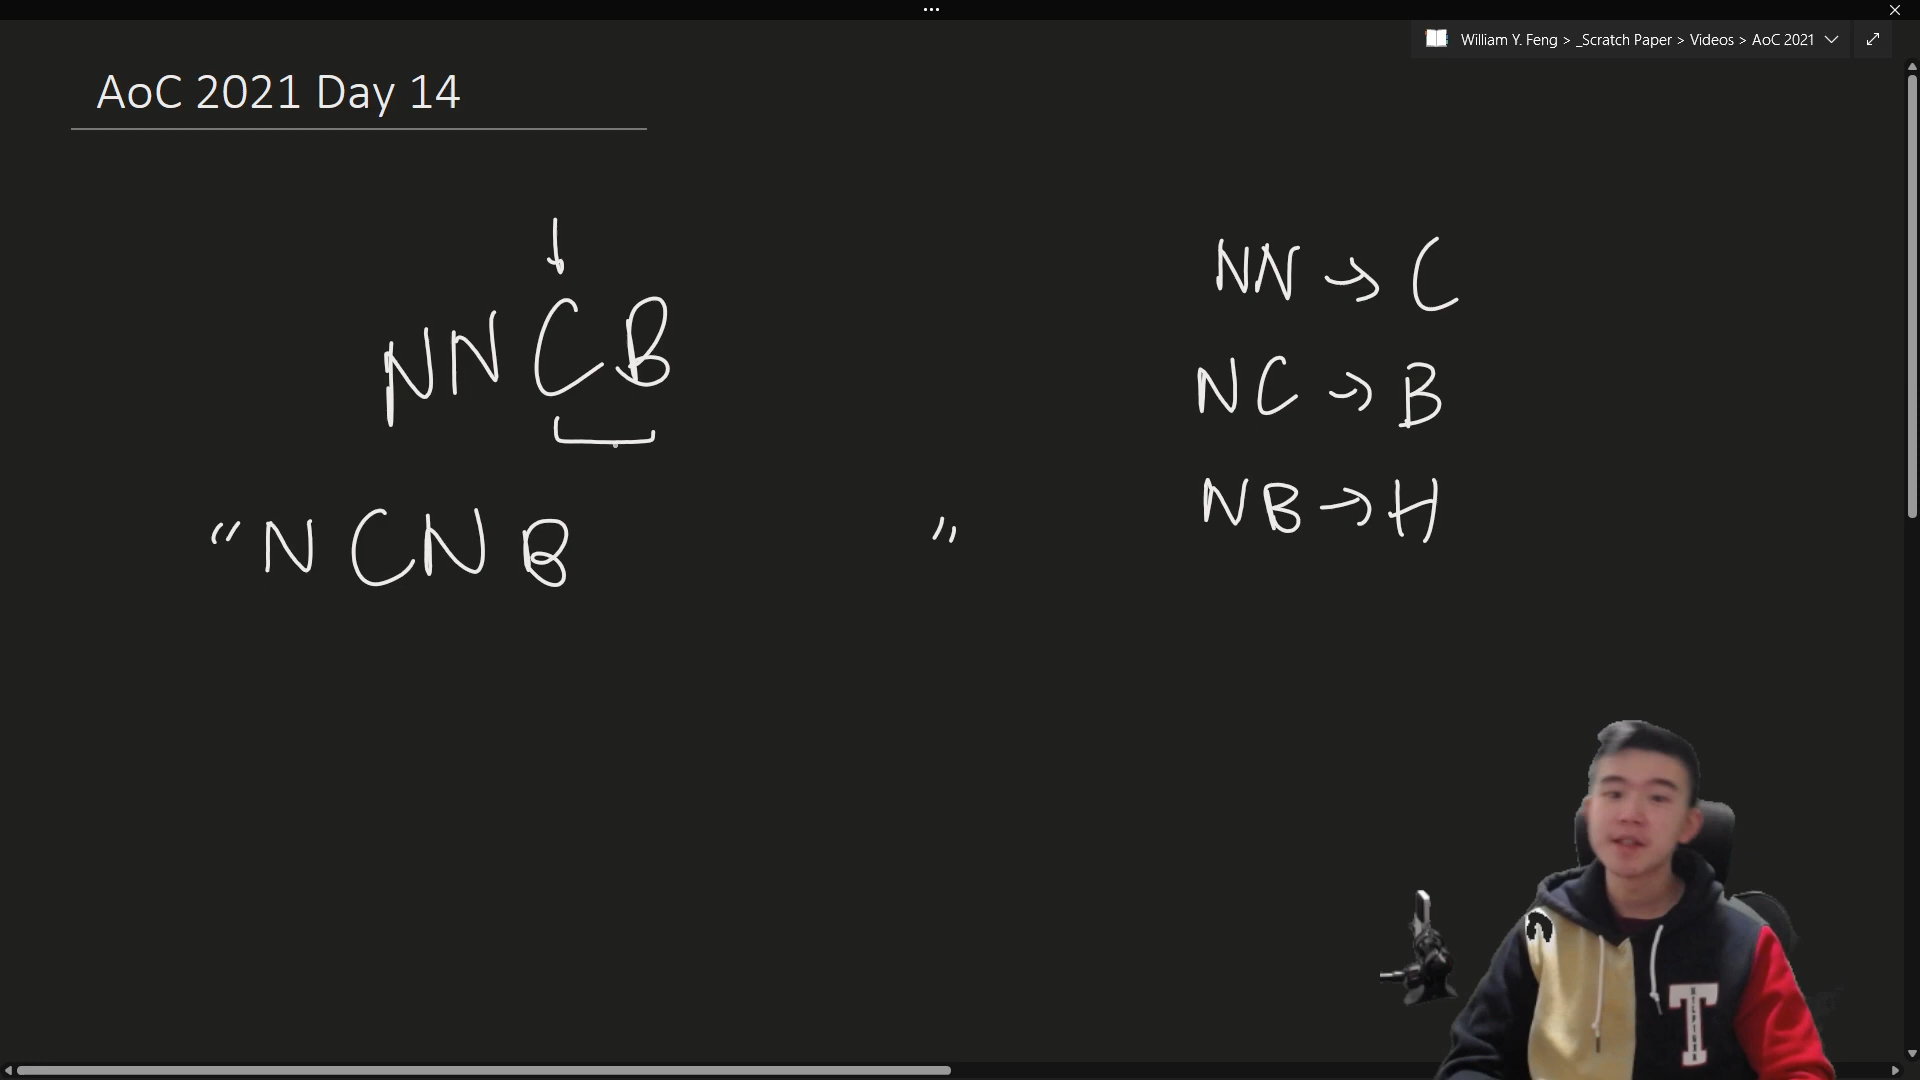 ...
William Y. Feng > _Scratch Paper > Videos > AoC 2021
AoC 2021 Day 14
NNCB
NN → C
NC → B
NB → H
"NCNB "
T